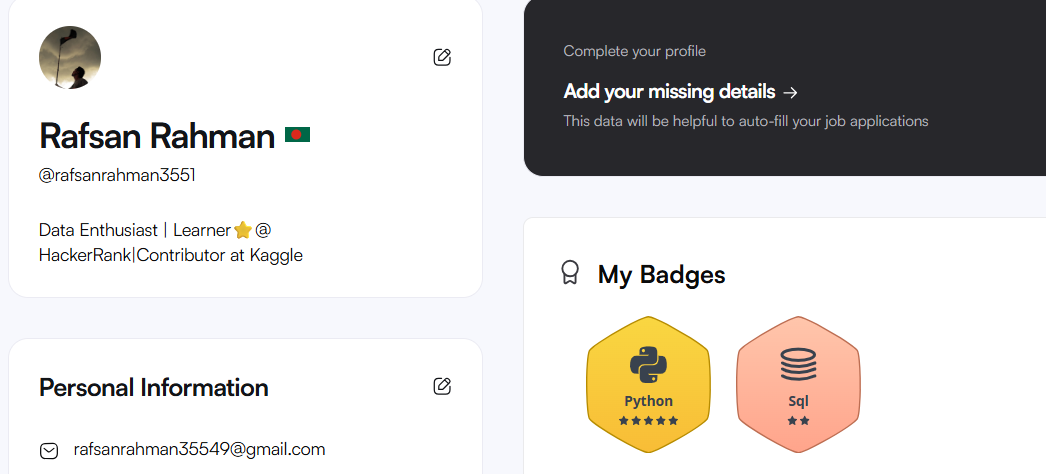 Rafsan Rahman
@rafsanrahman3551
Data Enthusiast | Learner⭐@
HackerRank|Contributor at Kaggle
Personal Information
rafsanrahman35549@gmail.com
Complete your profile
Add your missing details →
This data will be helpful to auto-fill your job applications
My Badges
Python
Sql